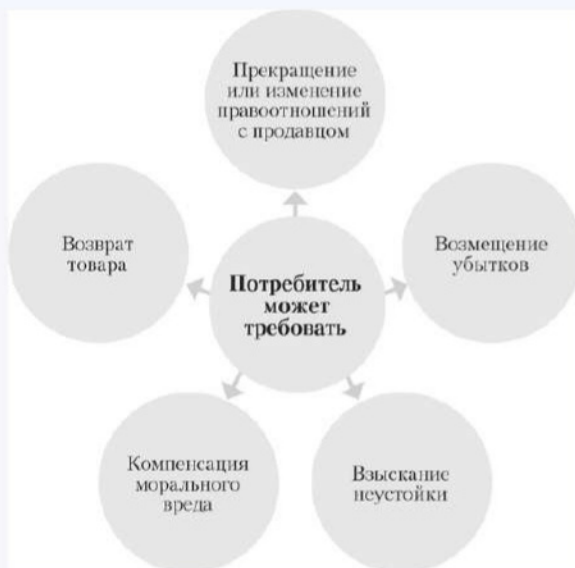 Прекращение
или изменение
правоотношений
с продавцом
Возврат
товара
Возмещение
убытков
Потребитель
может
требовать
Компенсация
морального
вреда
Взыскание
неустойки